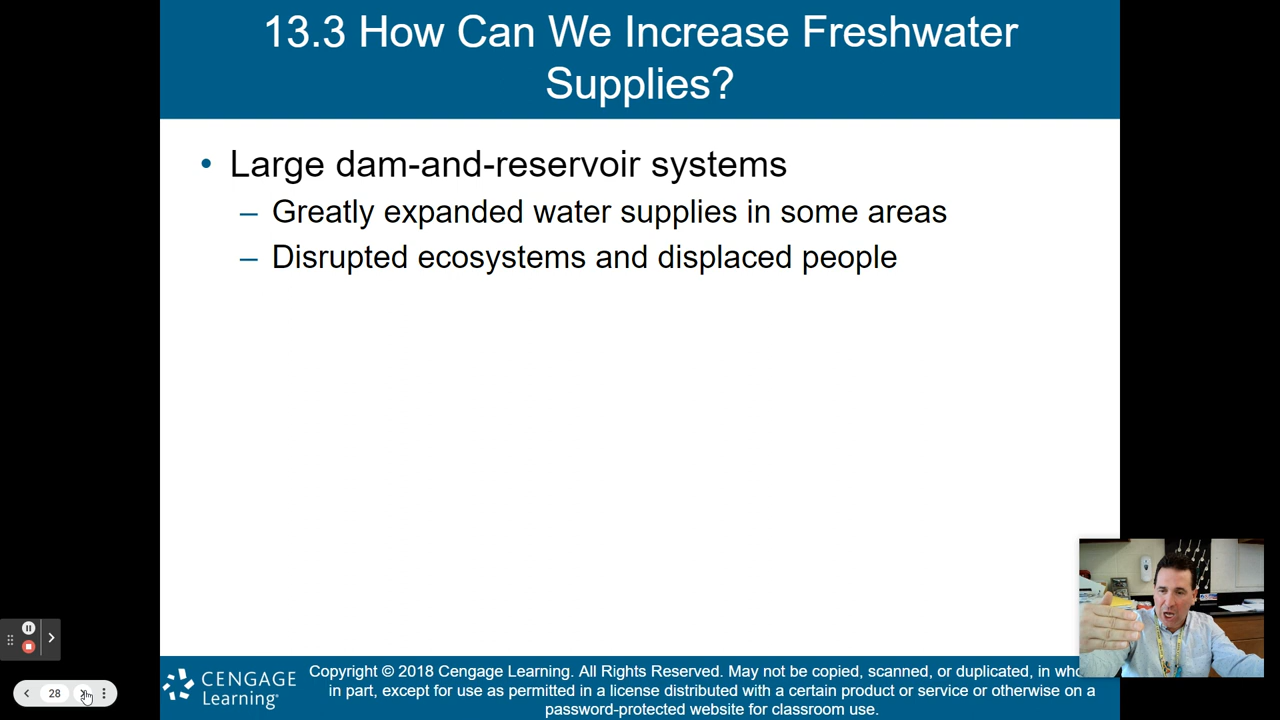 13.3 How Can We Increase Freshwater
Supplies?
• Large dam-and-reservoir systems
– Greatly expanded water supplies in some areas
– Disrupted ecosystems and displaced people
CENGAGE
Learning
Copyright © 2018 Cengage Learning. All Rights Reserved. May not be copied, scanned, or duplicated, in
in part, except for use as permitted in a license distributed with a certain product or service or otherwise on a
password-protected website for classroom use.
28